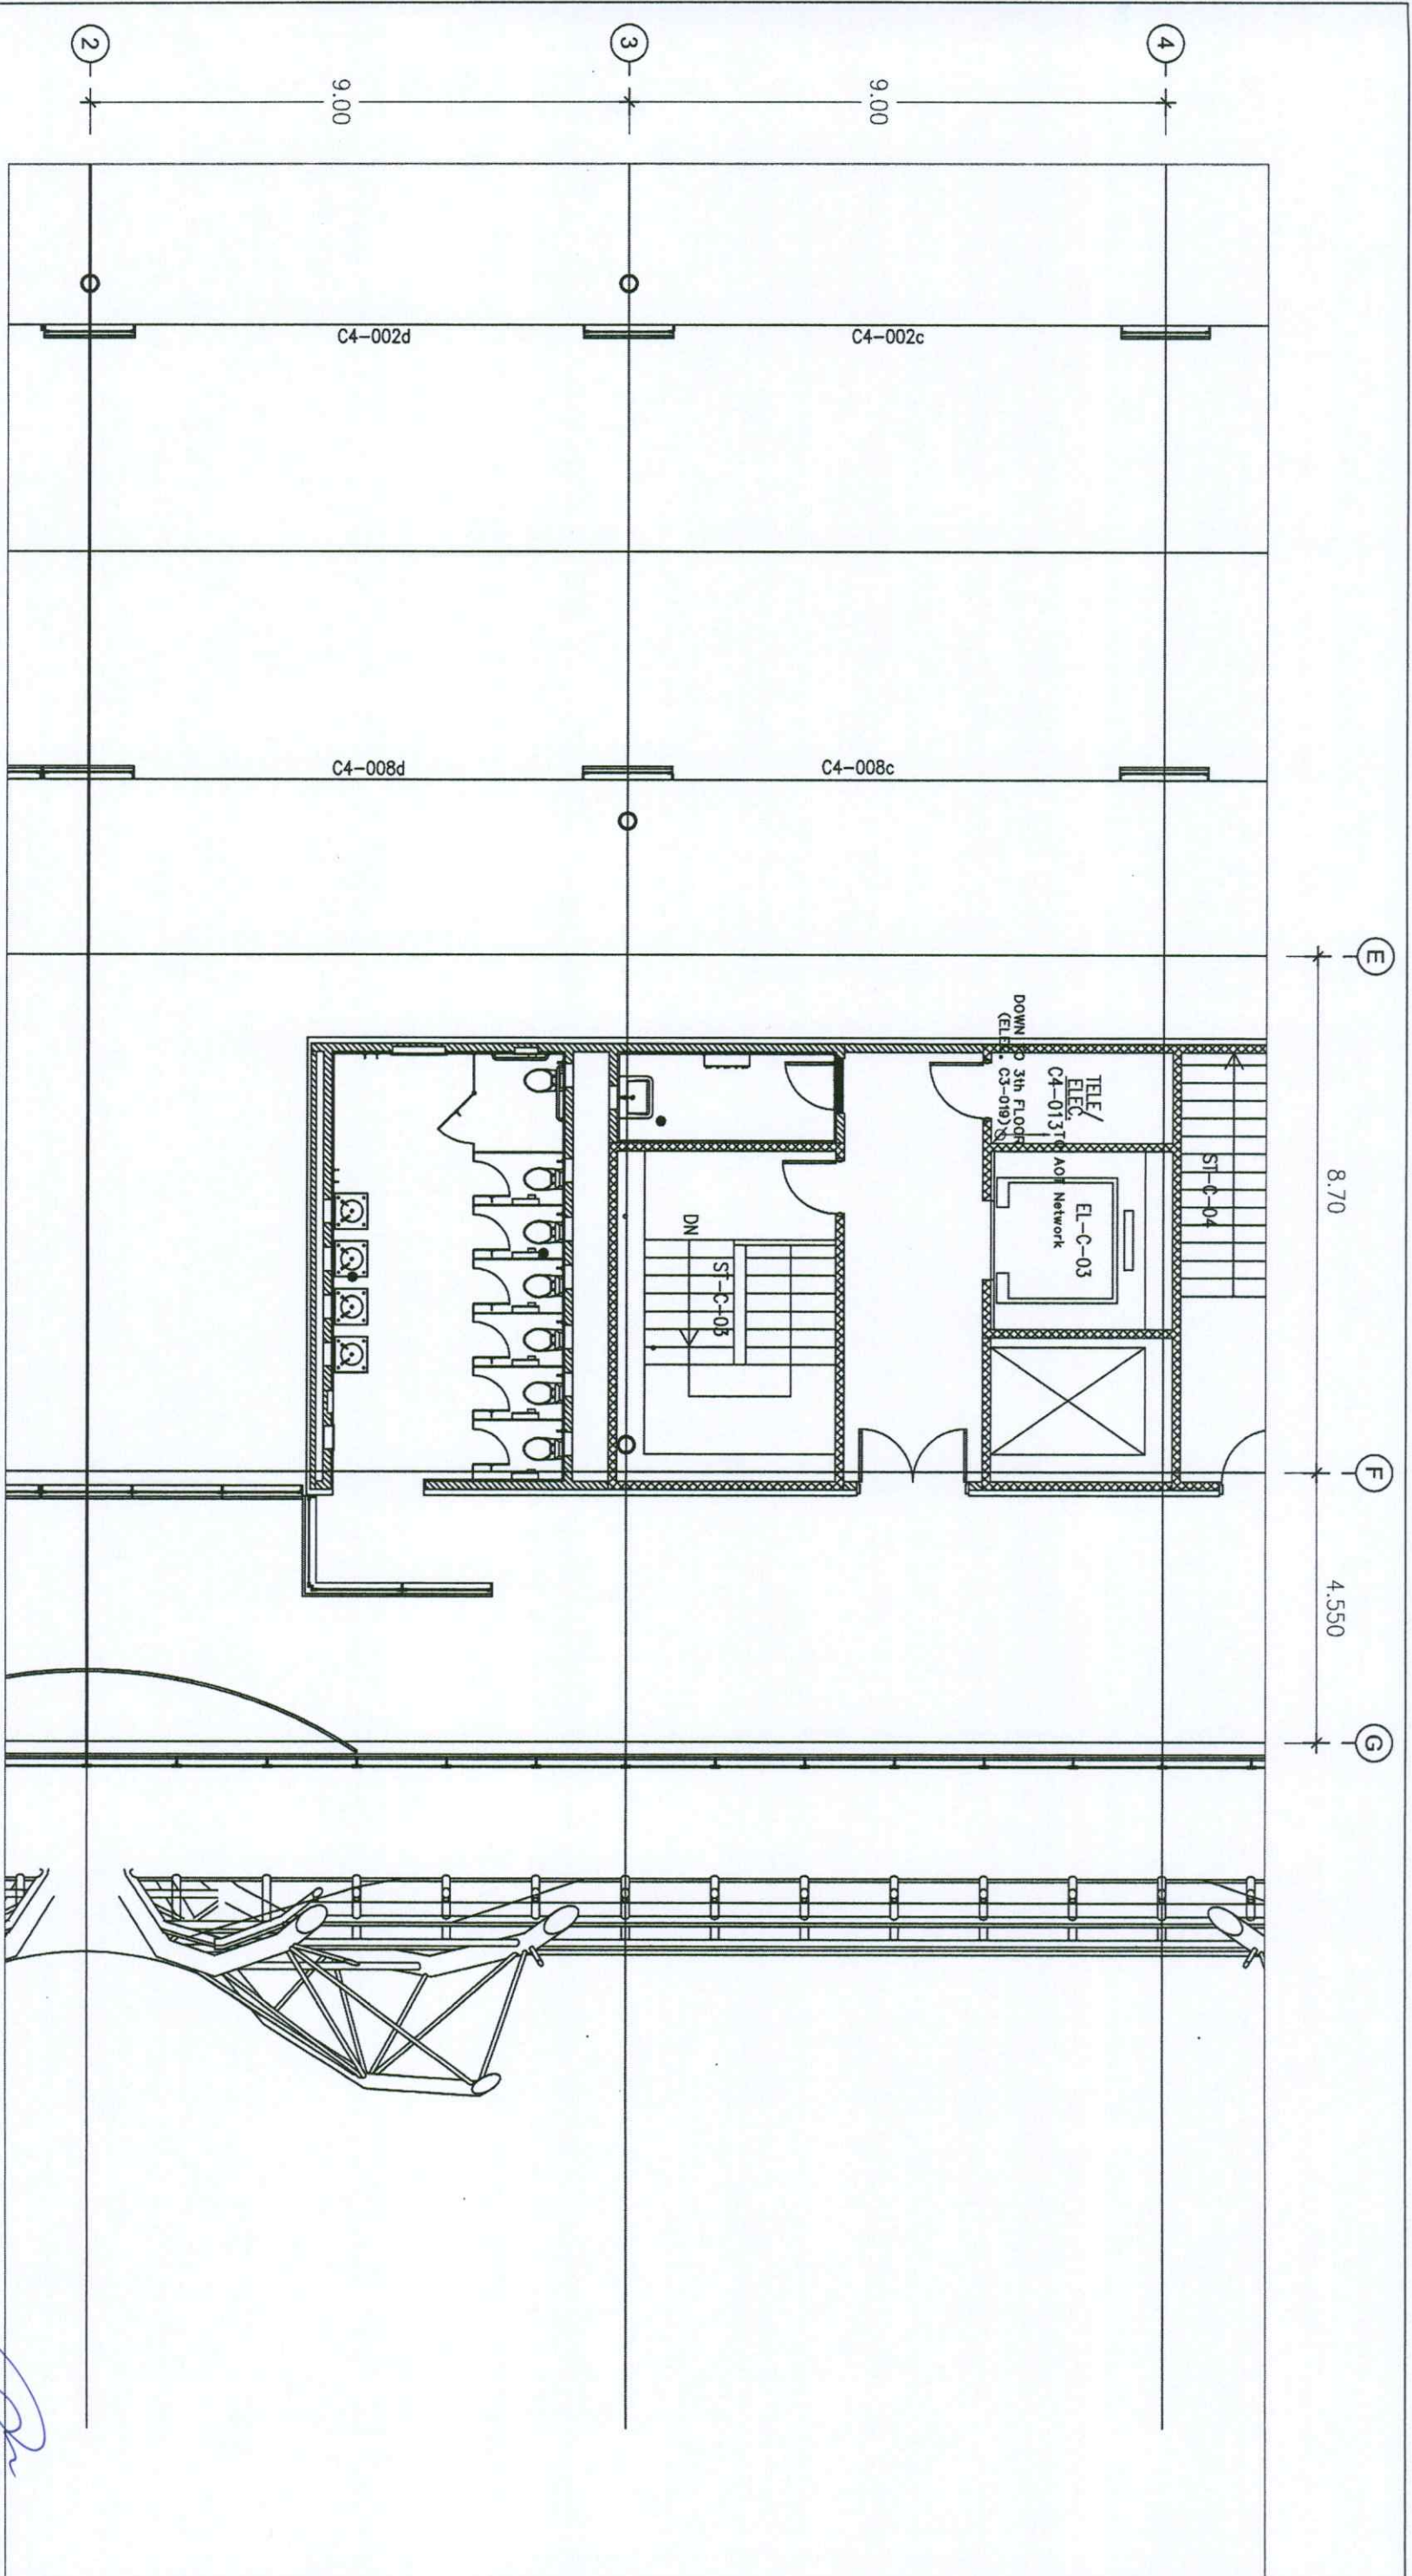 4
3
2
9.00
9.00
E
F
G
8.70
4.550
C4-002c
C4-002d
C4-008c
C4-008d
ST-C-04
TELE/
ELEC.
C4-013
TO AOT Network
DOWN TO 3th FLOOR
C3-019)
EL-C-03
DN
ST-C-03